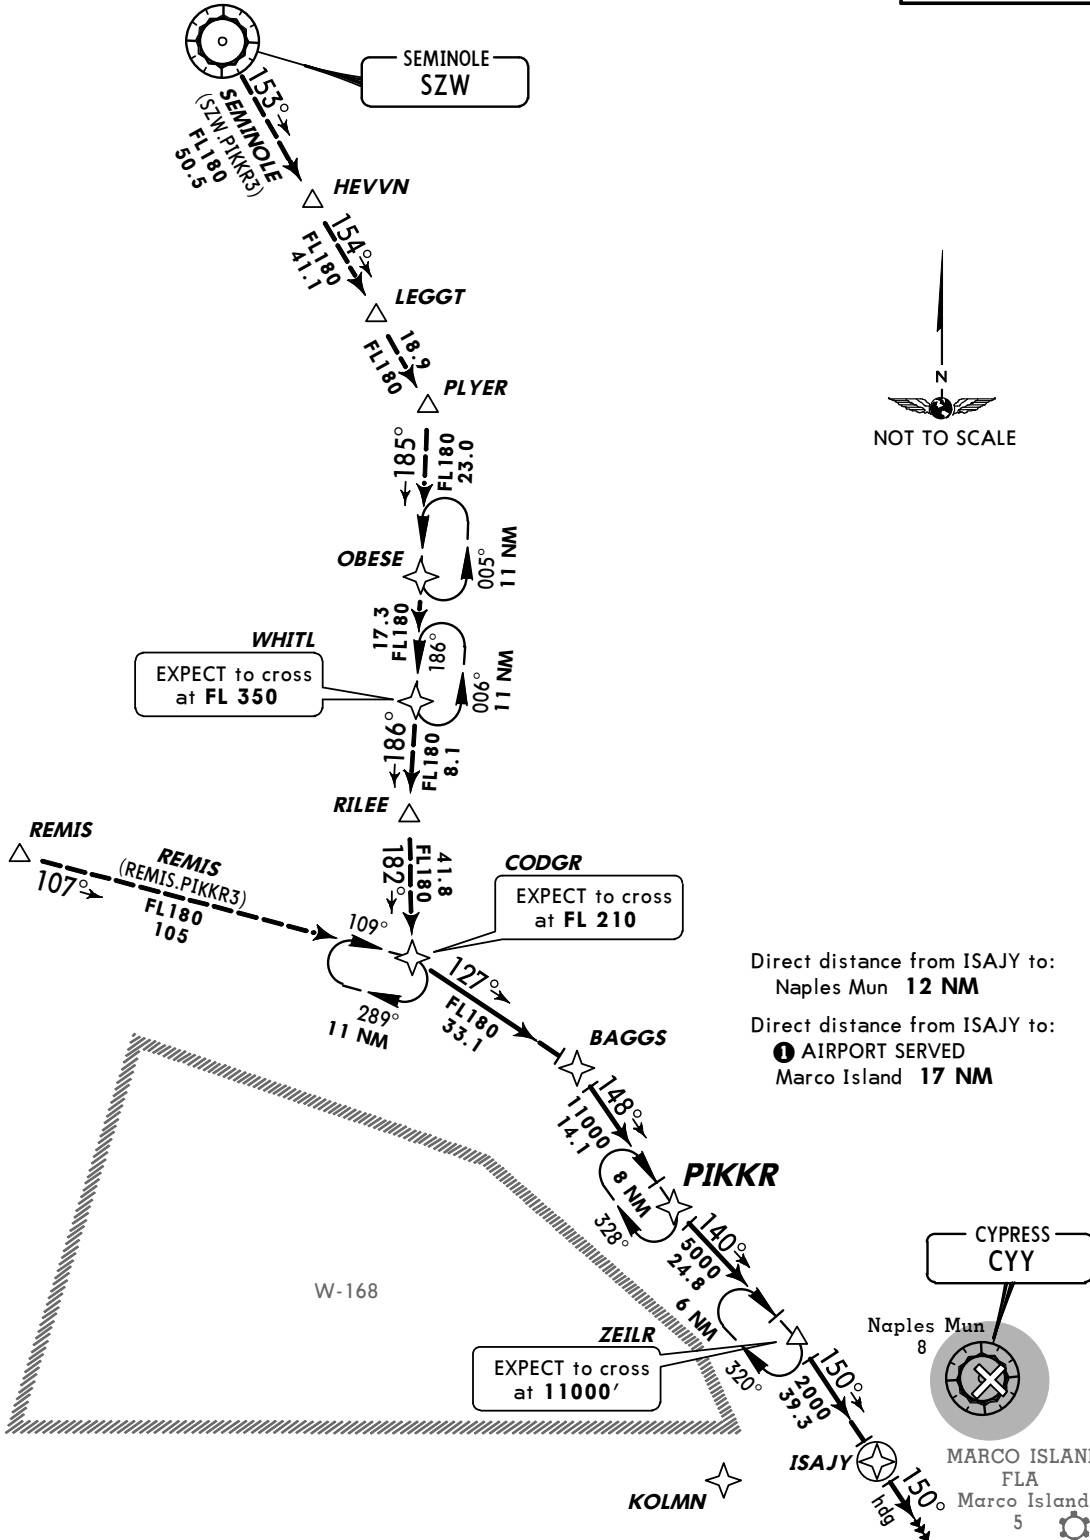 SEMINOLE
SZW
153°
SEMINOLE
(SZW.PIKKR3)
FL180
50.5
HEVVN
154°
FL180
41.1
LEGGT
18.9
FL180
PLYER
185°
FL180
23.0
N
NOT TO SCALE
OBESE
005°
11 NM
17.3
FL180
WHITL
186°
EXPECT to cross
at FL 350
006°
11 NM
186°
FL180
8.1
RILEE
REMIS
107°
REMIS
(REMIS.PIKKR3)
FL180
105
41.8
FL180
182°
CODGR
EXPECT to cross
at FL 210
109°
289°
11 NM
127°
FL180
33.1
Direct distance from ISAJY to:
Naples Mun 12 NM
Direct distance from ISAJY to:
1 AIRPORT SERVED
Marco Island 17 NM
BAGGS
148°
11000
14.1
PIKKR
8 NM
328°
140°
5000
24.8
CYPRESS
CYY
W-168
6 NM
320°
ZEILR
EXPECT to cross
at 11000'
Naples Mun
8
150°
2000
39.3
ISAJY
MARCO ISLAND
FLA
Marco Island
5
150°
hdg
KOLMN